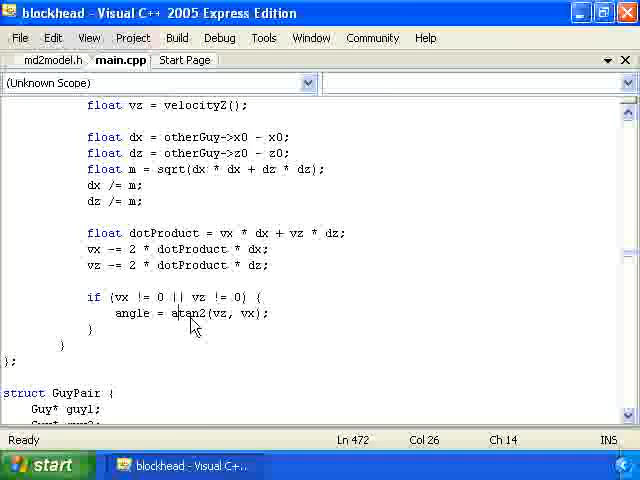 blockhead - Visual C++ 2005 Express Edition
File Edit View Project Build Debug Tools Window Community Help
md2model.h main.cpp Start Page
(Unknown Scope)
float vz = velocityZ();
float dx = otherGuy->x0 - x0;
float dz = otherGuy->z0 - z0;
float m = sqrt(dx * dx + dz * dz);
dx /= m;
dz /= m;
float dotProduct = vx * dx + vz * dz;
vx -= 2 * dotProduct * dx;
vz -= 2 * dotProduct * dz;
if (vx != 0 || vz != 0) {
angle = atan2(vz, vx);
}
}
};
struct GuyPair {
Guy* guy1;
Guy* guy2;
Ready Ln 472 Col 26 Ch 14 INS
start blockhead - Visual C++...